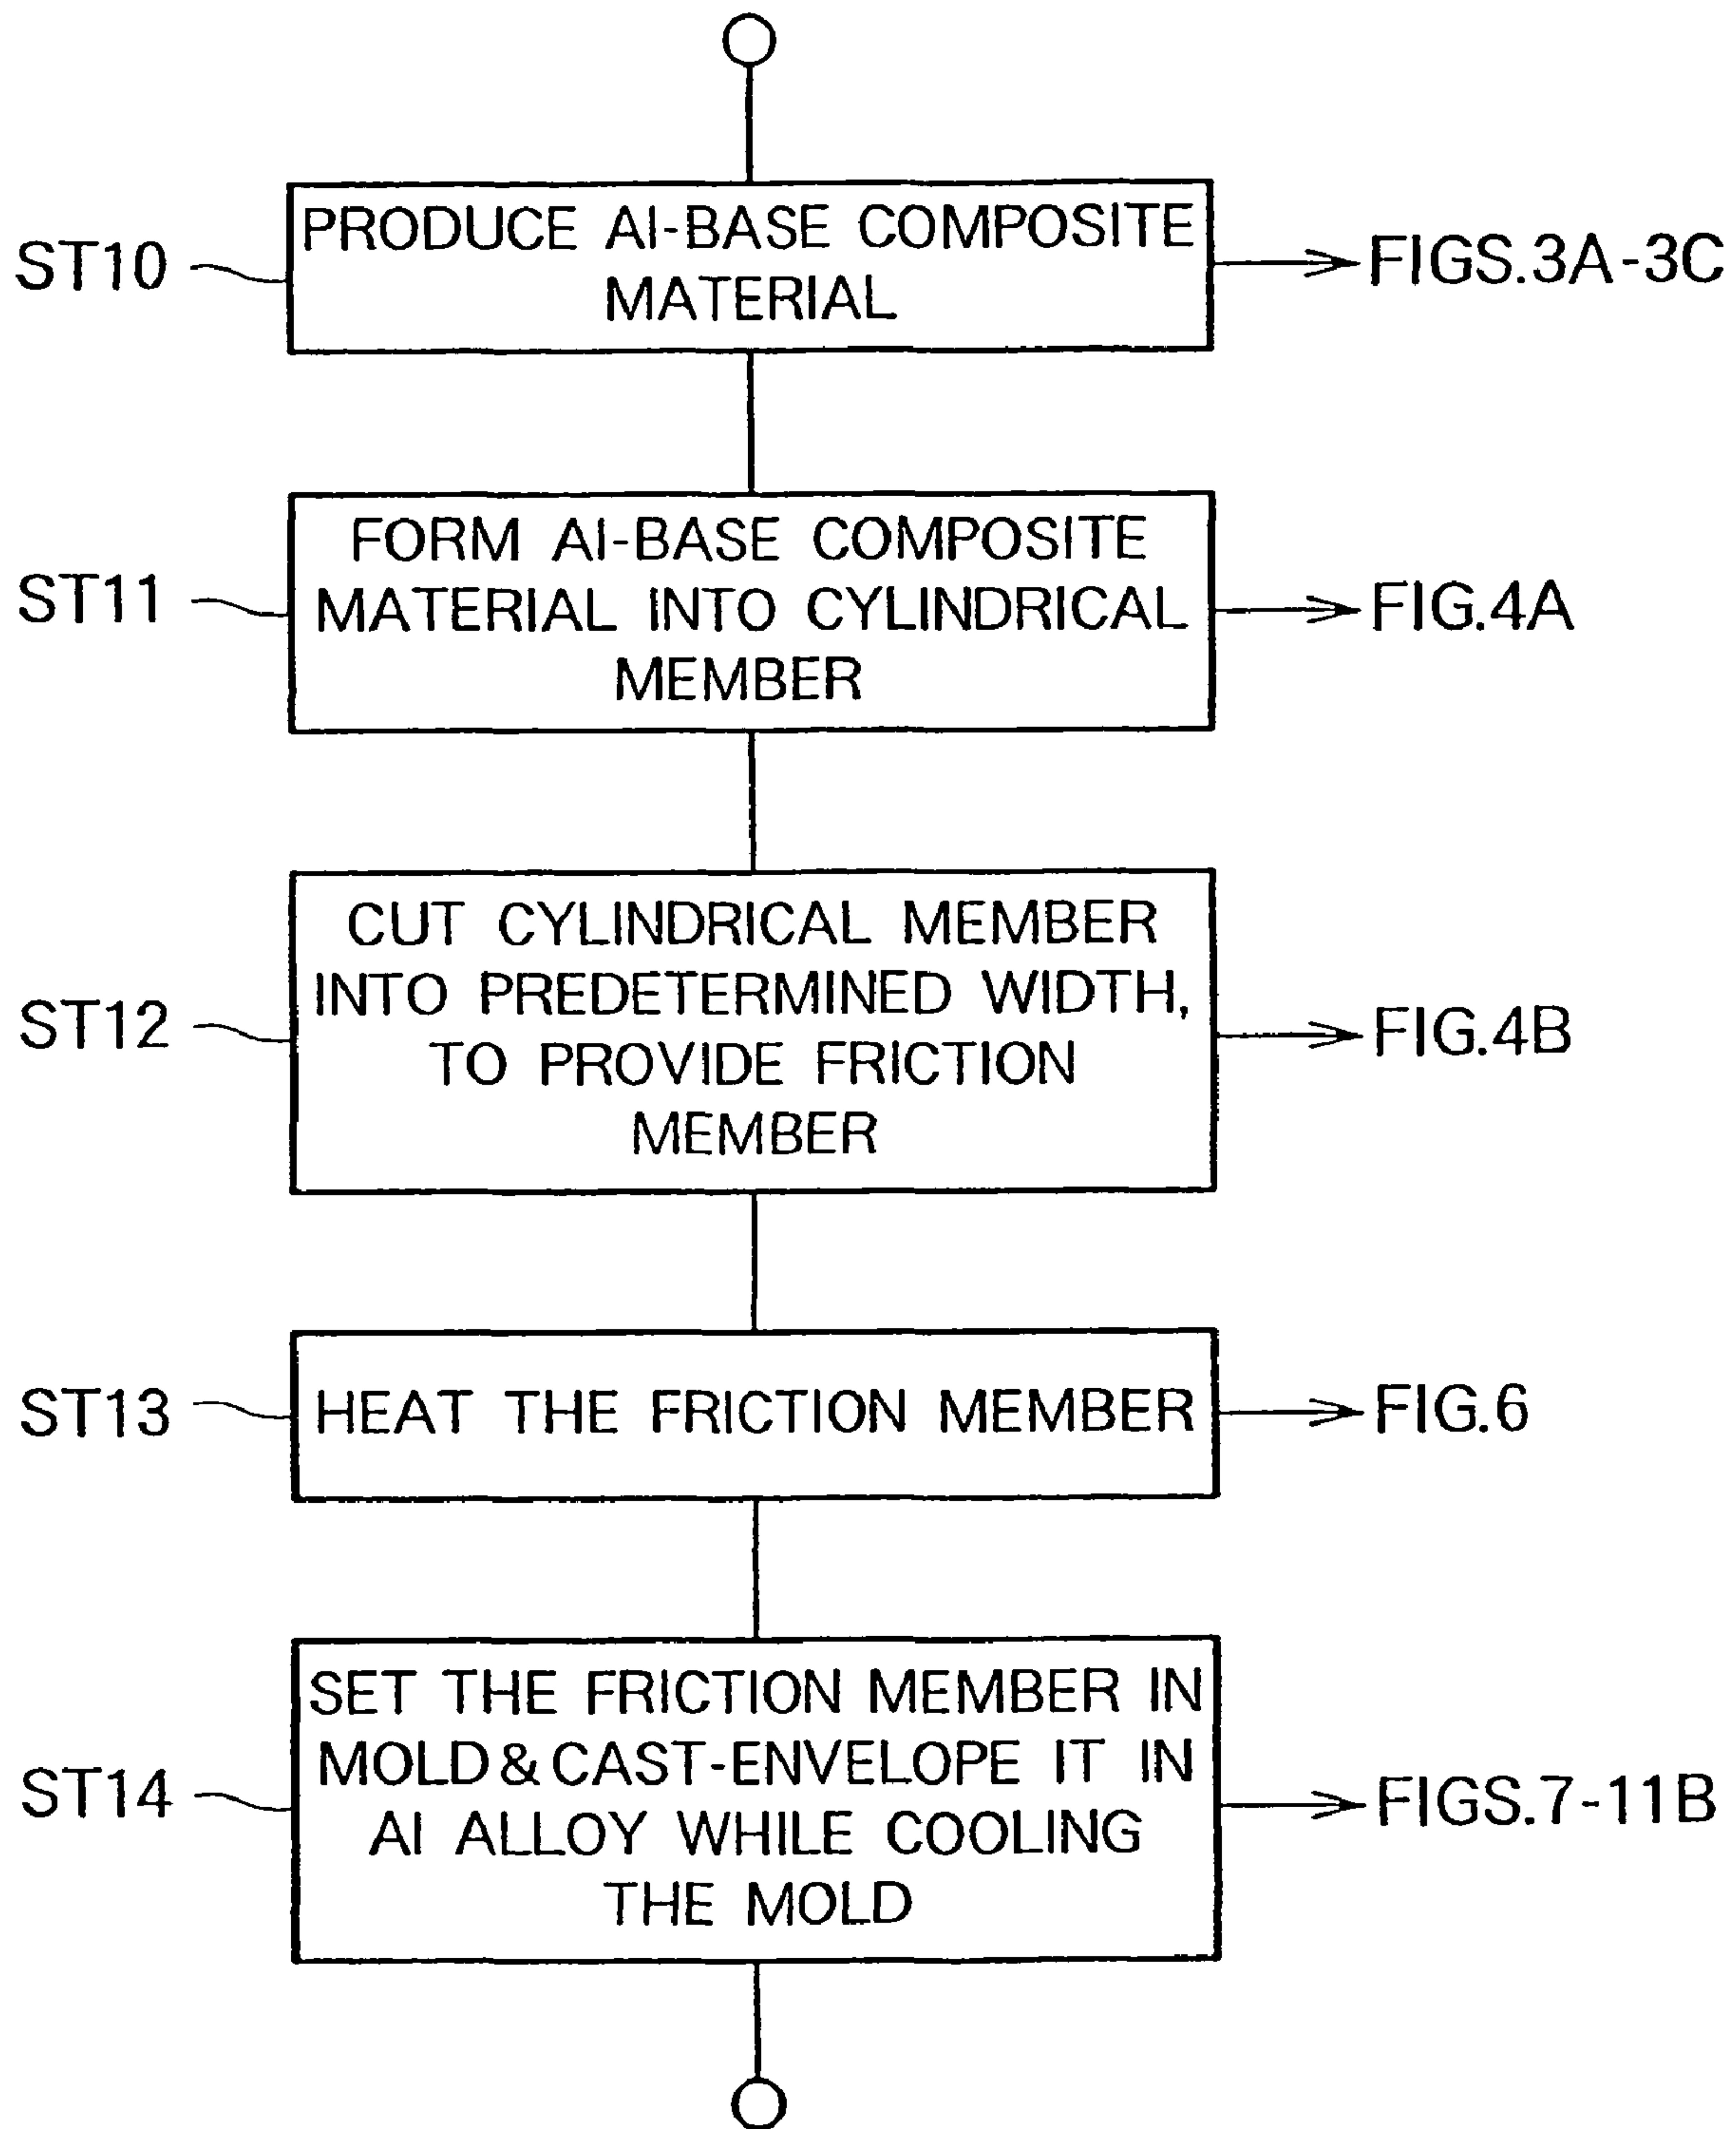 PRODUCE Al-BASE COMPOSITE
MATERIAL
ST10
FIGS.3A-3C
FORM Al-BASE COMPOSITE
MATERIAL INTO CYLINDRICAL
MEMBER
ST11
FIG.4A
CUT CYLINDRICAL MEMBER
INTO PREDETERMINED WIDTH,
TO PROVIDE FRICTION
MEMBER
ST12
FIG.4B
HEAT THE FRICTION MEMBER
ST13
FIG.6
SET THE FRICTION MEMBER IN
MOLD & CAST-ENVELOPE IT IN
Al ALLOY WHILE COOLING
THE MOLD
ST14
FIGS.7-11B